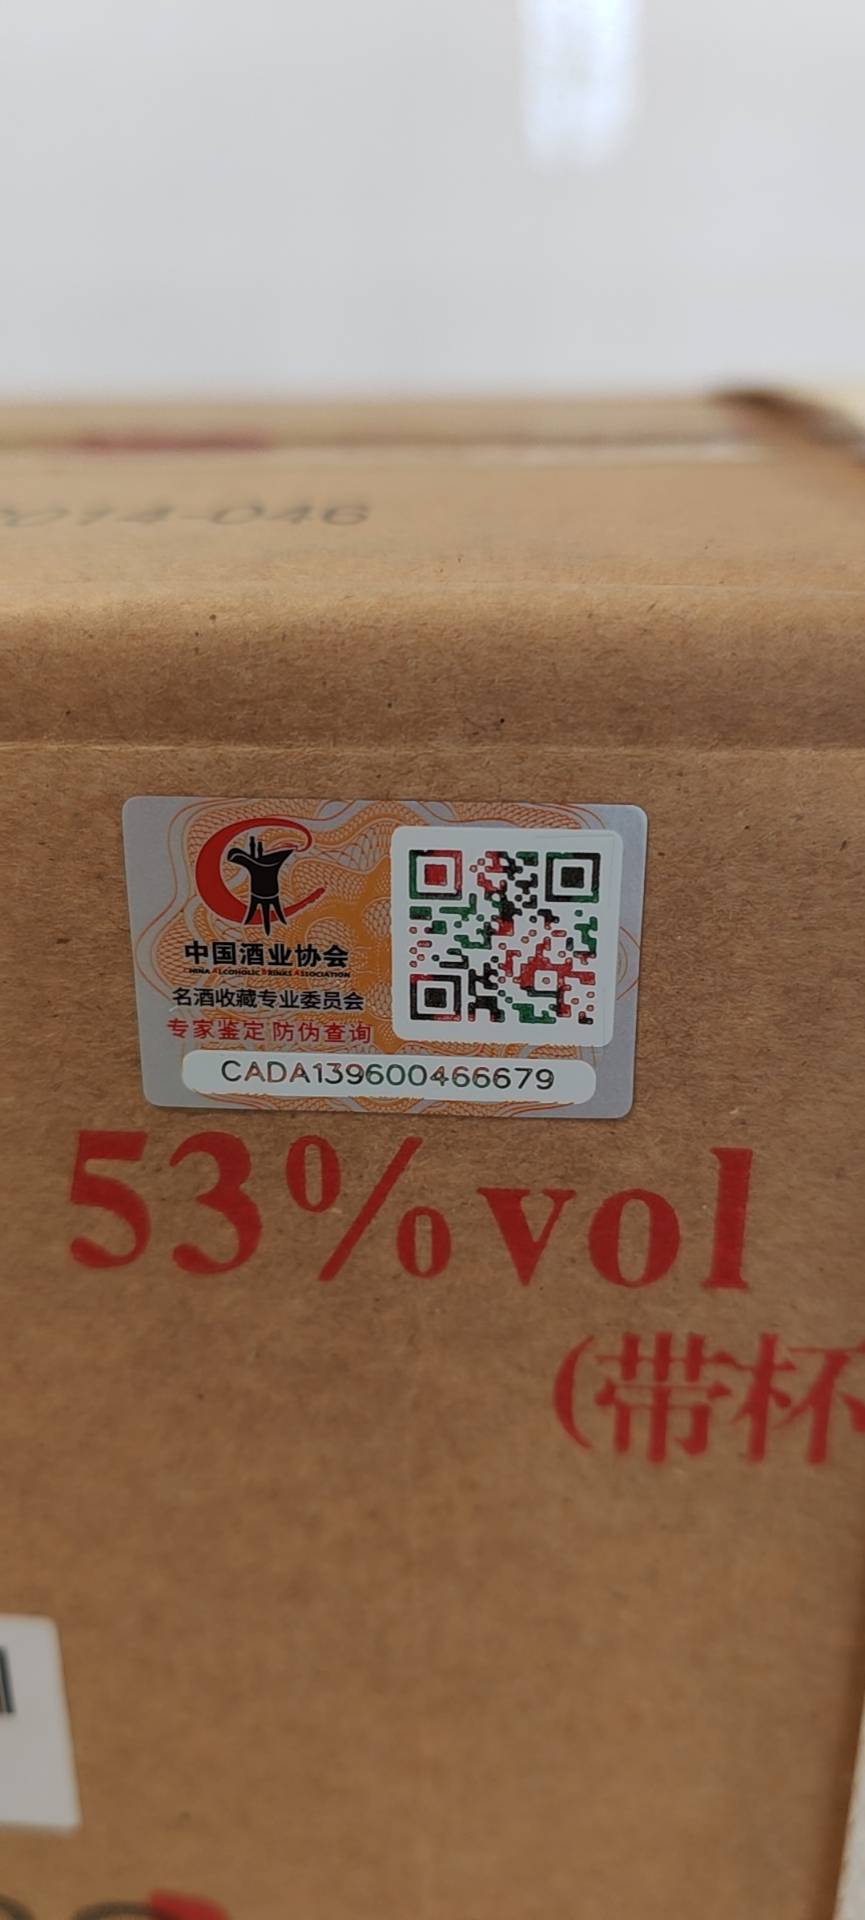 2014-046
中国酒业协会
CHINA ALCOHOLIC DRINKS ASSOCIATION
名酒收藏专业委员会
专家鉴定 防伪查询
CADA139600466679
53%vol
(带杯